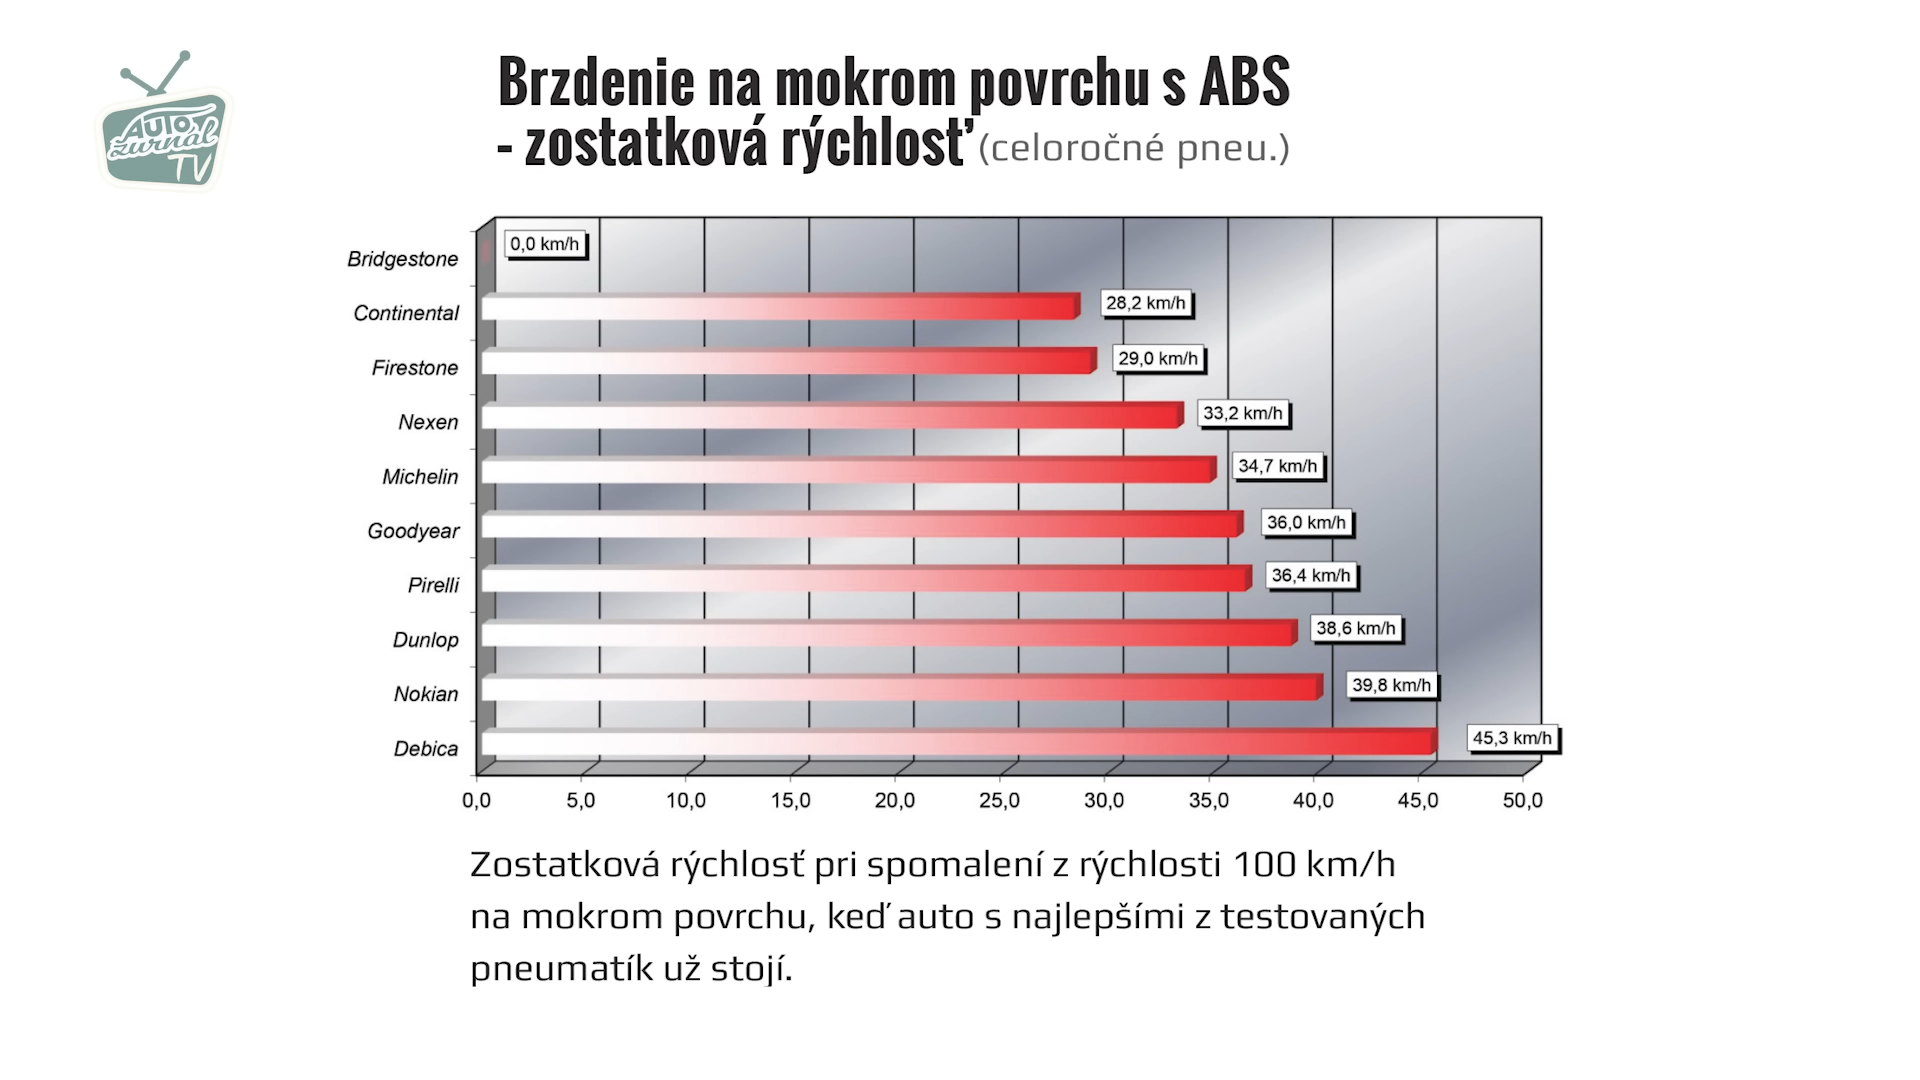 AUTO
žurnál
TV
Brzdenie na mokrom povrchu s ABS
- zostatková rýchlosť (celoročné pneu.)
Bridgestone 0,0 km/h
Continental 28,2 km/h
Firestone 29,0 km/h
Nexen 33,2 km/h
Michelin 34,7 km/h
Goodyear 36,0 km/h
Pirelli 36,4 km/h
Dunlop 38,6 km/h
Nokian 39,8 km/h
Debica 45,3 km/h
0,0 5,0 10,0 15,0 20,0 25,0 30,0 35,0 40,0 45,0 50,0
Zostatková rýchlosť pri spomalení z rýchlosti 100 km/h
na mokrom povrchu, keď auto s najlepšími z testovaných
pneumatík už stojí.